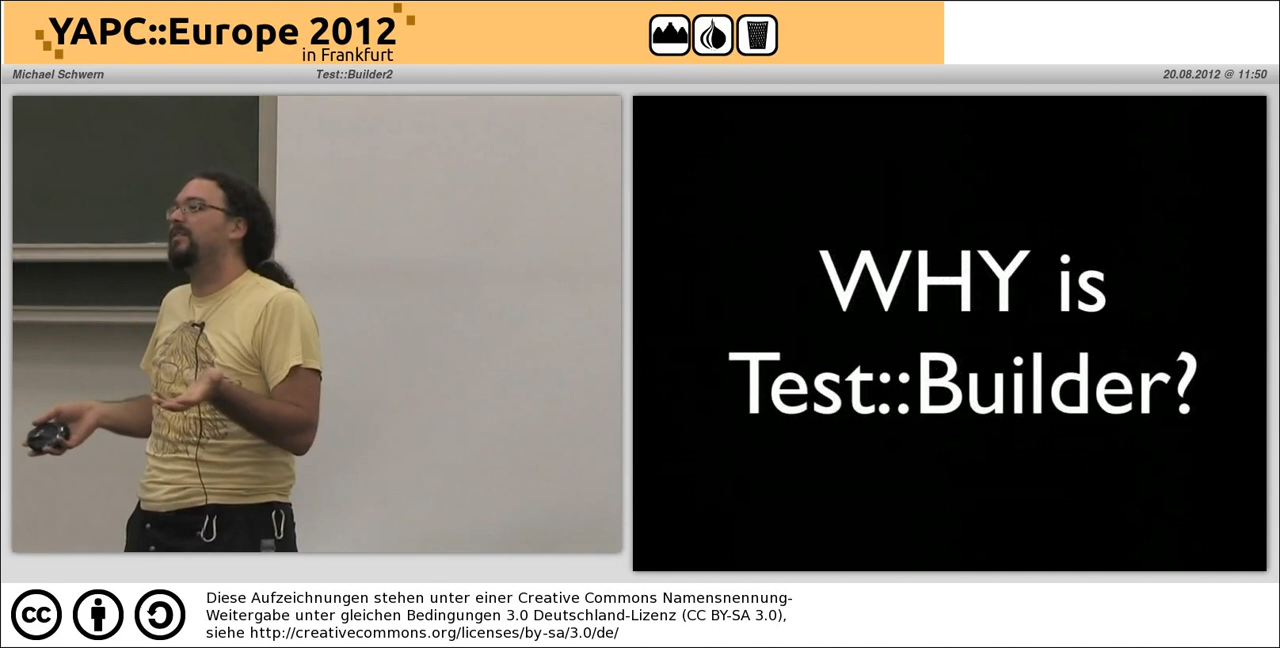 YAPC::Europe 2012
in Frankfurt
Michael Schwern
Test::Builder2
20.08.2012 @ 11:50
WHY is
Test::Builder?
cc
Diese Aufzeichnungen stehen unter einer Creative Commons Namensnennung-
Weitergabe unter gleichen Bedingungen 3.0 Deutschland-Lizenz (CC BY-SA 3.0),
siehe http://creativecommons.org/licenses/by-sa/3.0/de/